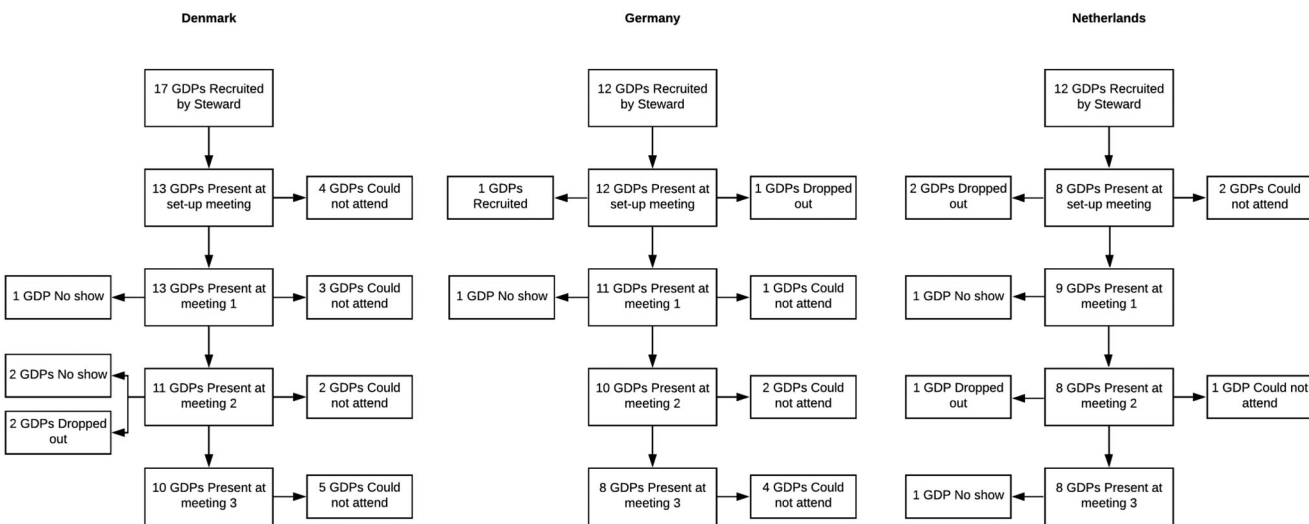 Denmark
Germany
Netherlands
17 GDPs Recruited
by Steward
12 GDPs Recruited
by Steward
12 GDPs Recruited
by Steward
13 GDPs Present at
set-up meeting
4 GDPs Could
not attend
1 GDPs
Recruited
12 GDPs Present at
set-up meeting
1 GDPs Dropped
out
2 GDPs Dropped
out
8 GDPs Present at
set-up meeting
2 GDPs Could
not attend
1 GDP No show
13 GDPs Present at
meeting 1
3 GDPs Could
not attend
1 GDP No show
11 GDPs Present at
meeting 1
1 GDPs Could
not attend
1 GDP No show
9 GDPs Present at
meeting 1
2 GDPs No show
2 GDPs Dropped
out
11 GDPs Present at
meeting 2
2 GDPs Could
not attend
10 GDPs Present at
meeting 2
2 GDPs Could
not attend
1 GDP Dropped
out
8 GDPs Present at
meeting 2
1 GDP Could not
attend
10 GDPs Present at
meeting 3
5 GDPs Could
not attend
8 GDPs Present at
meeting 3
4 GDPs Could
not attend
1 GDP No show
8 GDPs Present at
meeting 3